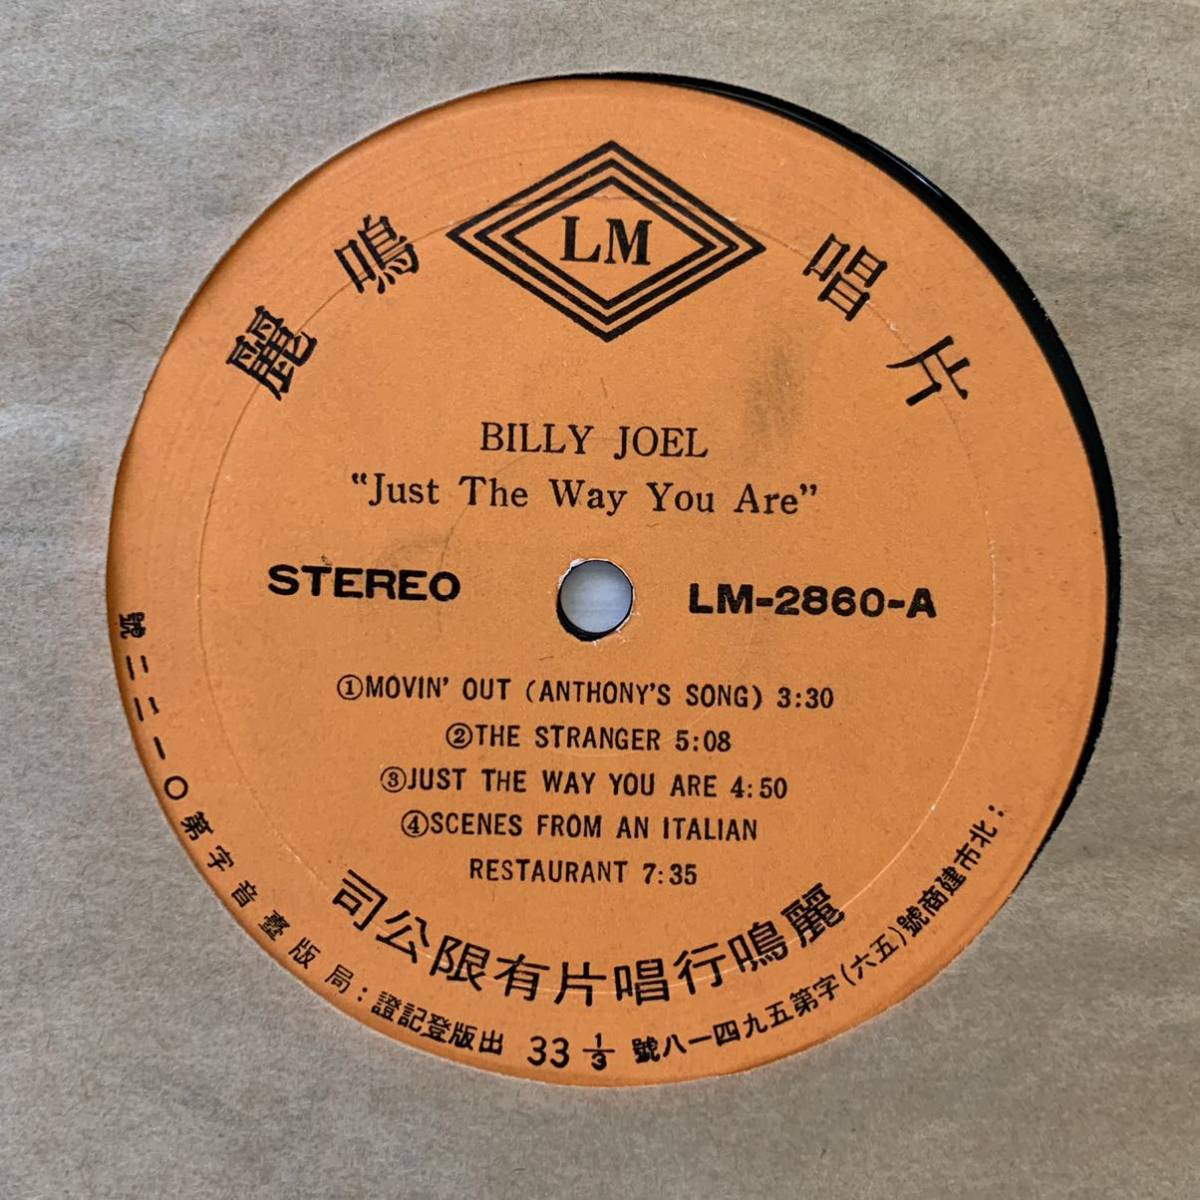 麗鳴唱片
LM
BILLY JOEL
“Just The Way You Are”
STEREO
LM-2860-A
①MOVIN' OUT (ANTHONY'S SONG) 3:30
②THE STRANGER 5:08
③JUST THE WAY YOU ARE 4:50
④SCENES FROM AN ITALIAN
RESTAURANT 7:35
麗鳴行唱片有限公司
：北市建商號(五六)字第五九四一八號
33 1/3
出版登記證：局版臺音字第〇一一二二號